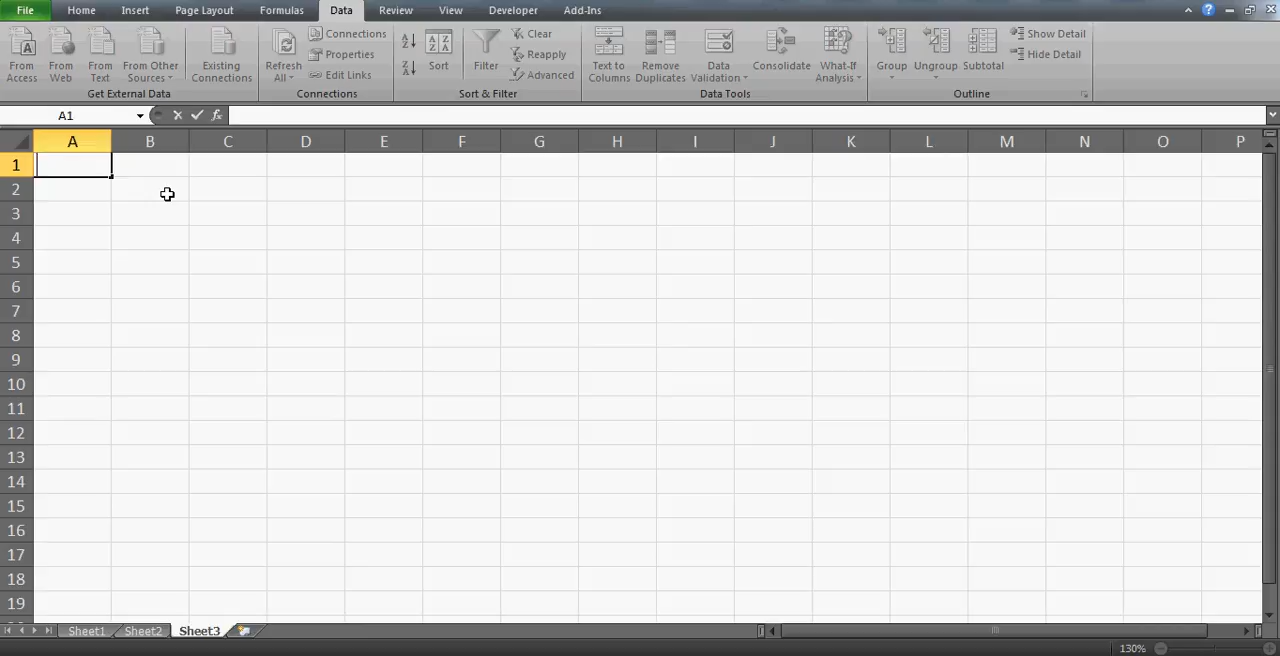 File Home Insert Page Layout Formulas Data Review View Developer Add-Ins
From Access
From Web
From Text
From Other Sources
Existing Connections
Get External Data
Refresh All
Connections
Properties
Edit Links
Connections
Sort
Filter
Clear
Reapply
Advanced
Sort & Filter
Text to Columns
Remove Duplicates
Data Validation
Consolidate
What-If Analysis
Data Tools
Group
Ungroup
Subtotal
Show Detail
Hide Detail
Outline
A1 fx
A B C D E F G H I J K L M N O P
1
2
3
4
5
6
7
8
9
10
11
12
13
14
15
16
17
18
19
Sheet1 Sheet2 Sheet3
130%